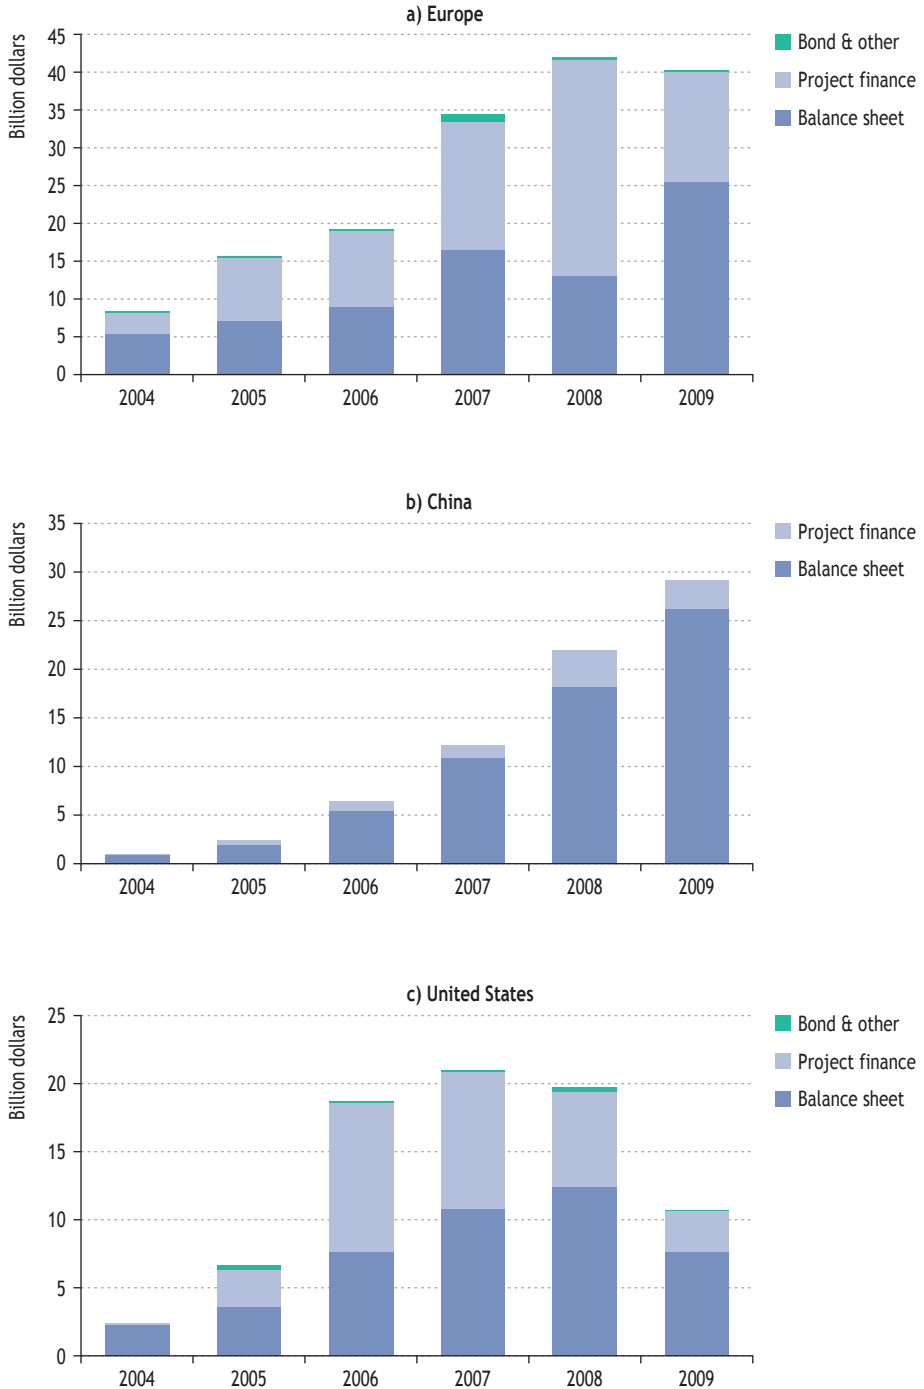 a) Europe
Billion dollars
45
40
35
30
25
20
15
10
5
0
2004 2005 2006 2007 2008 2009
Bond & other
Project finance
Balance sheet
b) China
Billion dollars
35
30
25
20
15
10
5
0
2004 2005 2006 2007 2008 2009
Project finance
Balance sheet
c) United States
Billion dollars
25
20
15
10
5
0
2004 2005 2006 2007 2008 2009
Bond & other
Project finance
Balance sheet